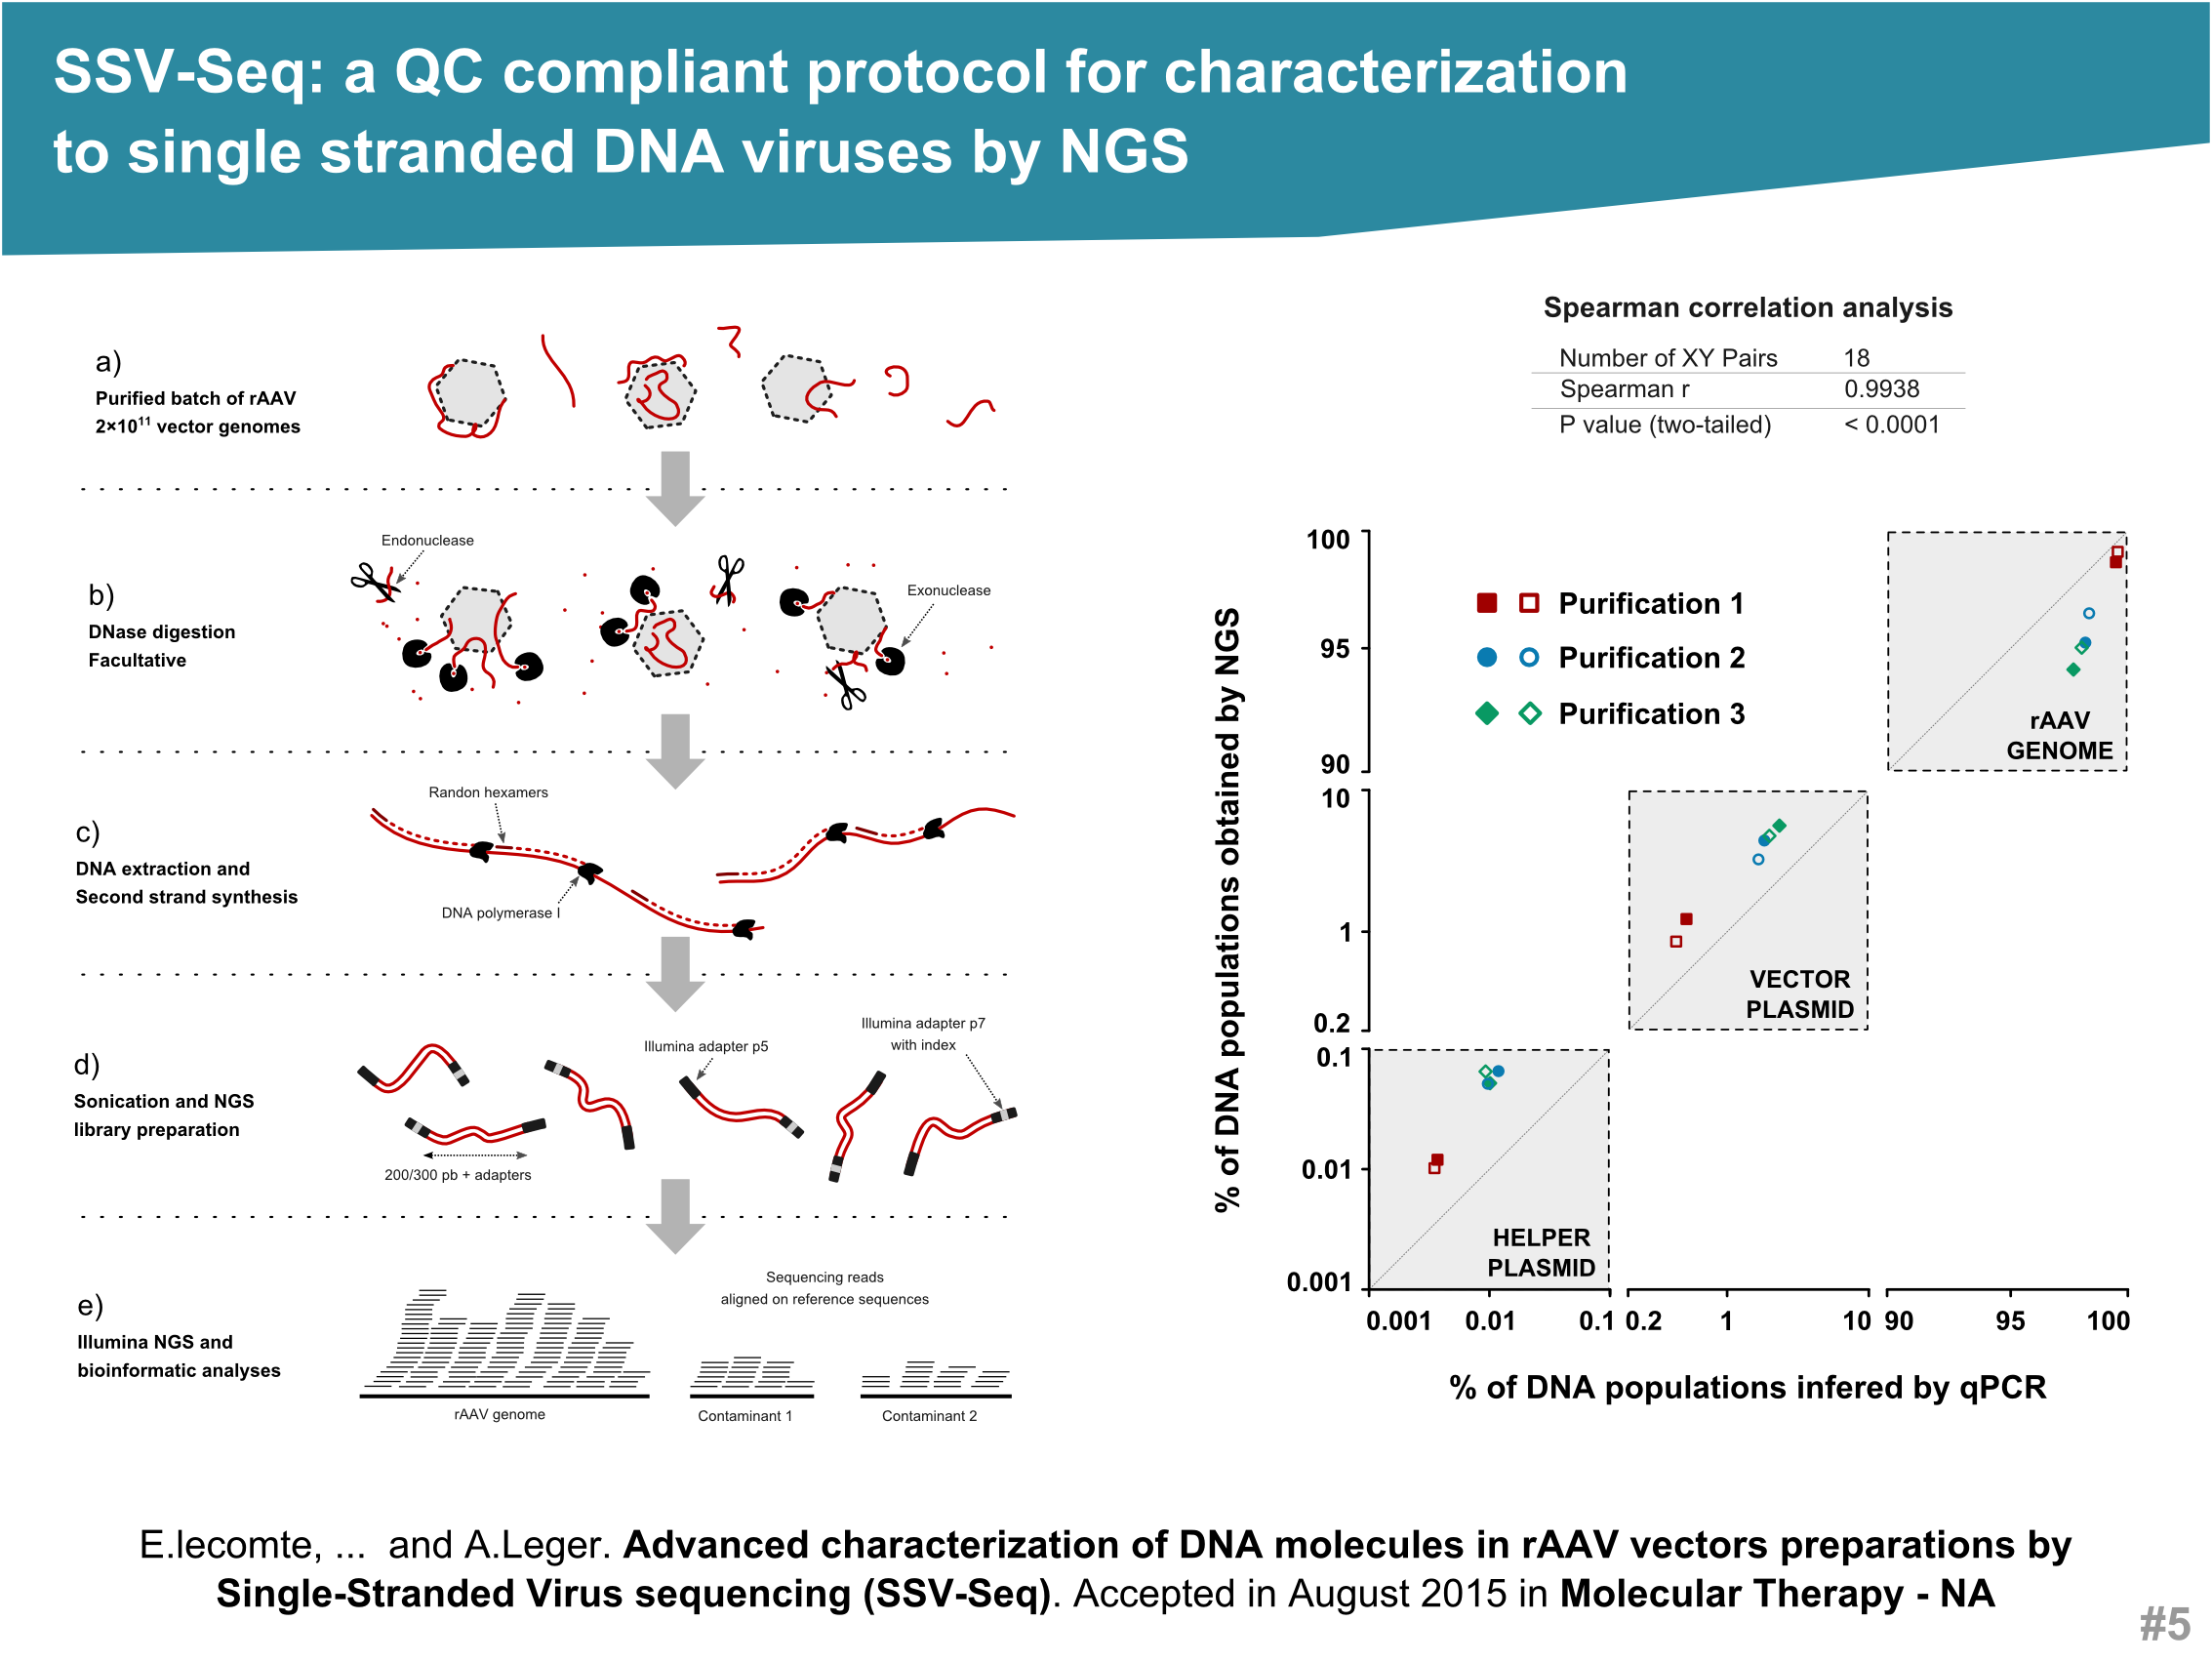 SSV-Seq: a QC compliant protocol for characterization
to single stranded DNA viruses by NGS
a)
Purified batch of rAAV
2×10¹¹ vector genomes
b)
DNase digestion
Facultative
Endonuclease
Exonuclease
c)
DNA extraction and
Second strand synthesis
Randon hexamers
DNA polymerase I
d)
Sonication and NGS
library preparation
Illumina adapter p5
Illumina adapter p7
with index
200/300 pb + adapters
e)
Illumina NGS and
bioinformatic analyses
Sequencing reads
aligned on reference sequences
rAAV genome
Contaminant 1
Contaminant 2
Spearman correlation analysis
Number of XY Pairs 18
Spearman r 0.9938
P value (two-tailed) < 0.0001
% of DNA populations obtained by NGS
100
95
90
10
1
0.2
0.1
0.01
0.001
Purification 1
Purification 2
Purification 3
rAAV
GENOME
VECTOR
PLASMID
HELPER
PLASMID
0.001 0.01 0.1 0.2 1 10 90 95 100
% of DNA populations infered by qPCR
E.lecomte, ... and A.Leger. Advanced characterization of DNA molecules in rAAV vectors preparations by
Single-Stranded Virus sequencing (SSV-Seq). Accepted in August 2015 in Molecular Therapy - NA
#5